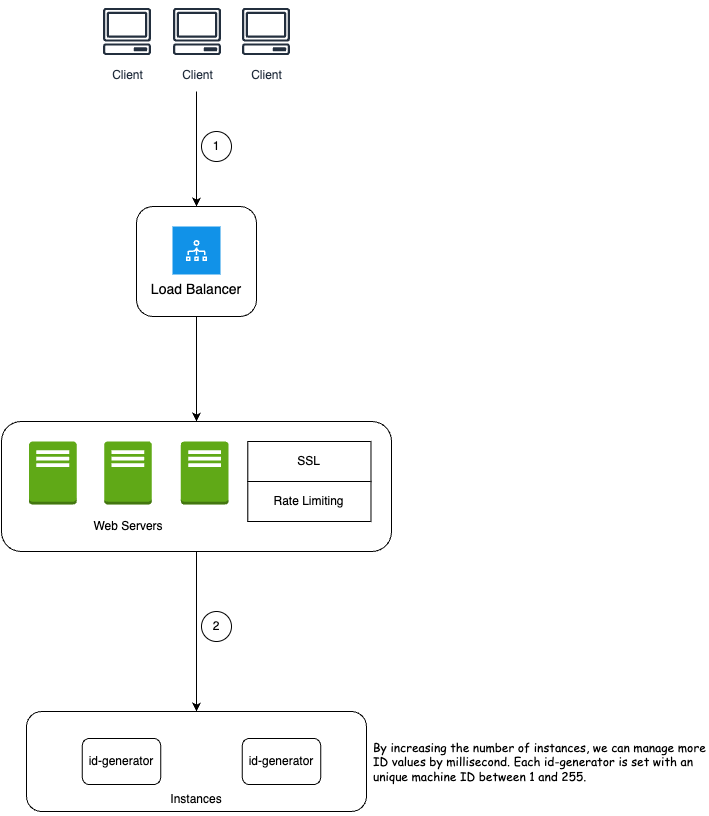 Client Client Client
1
Load Balancer
SSL
Rate Limiting
Web Servers
2
id-generator id-generator
Instances
By increasing the number of instances, we can manage more
ID values by millisecond. Each id-generator is set with an
unique machine ID between 1 and 255.